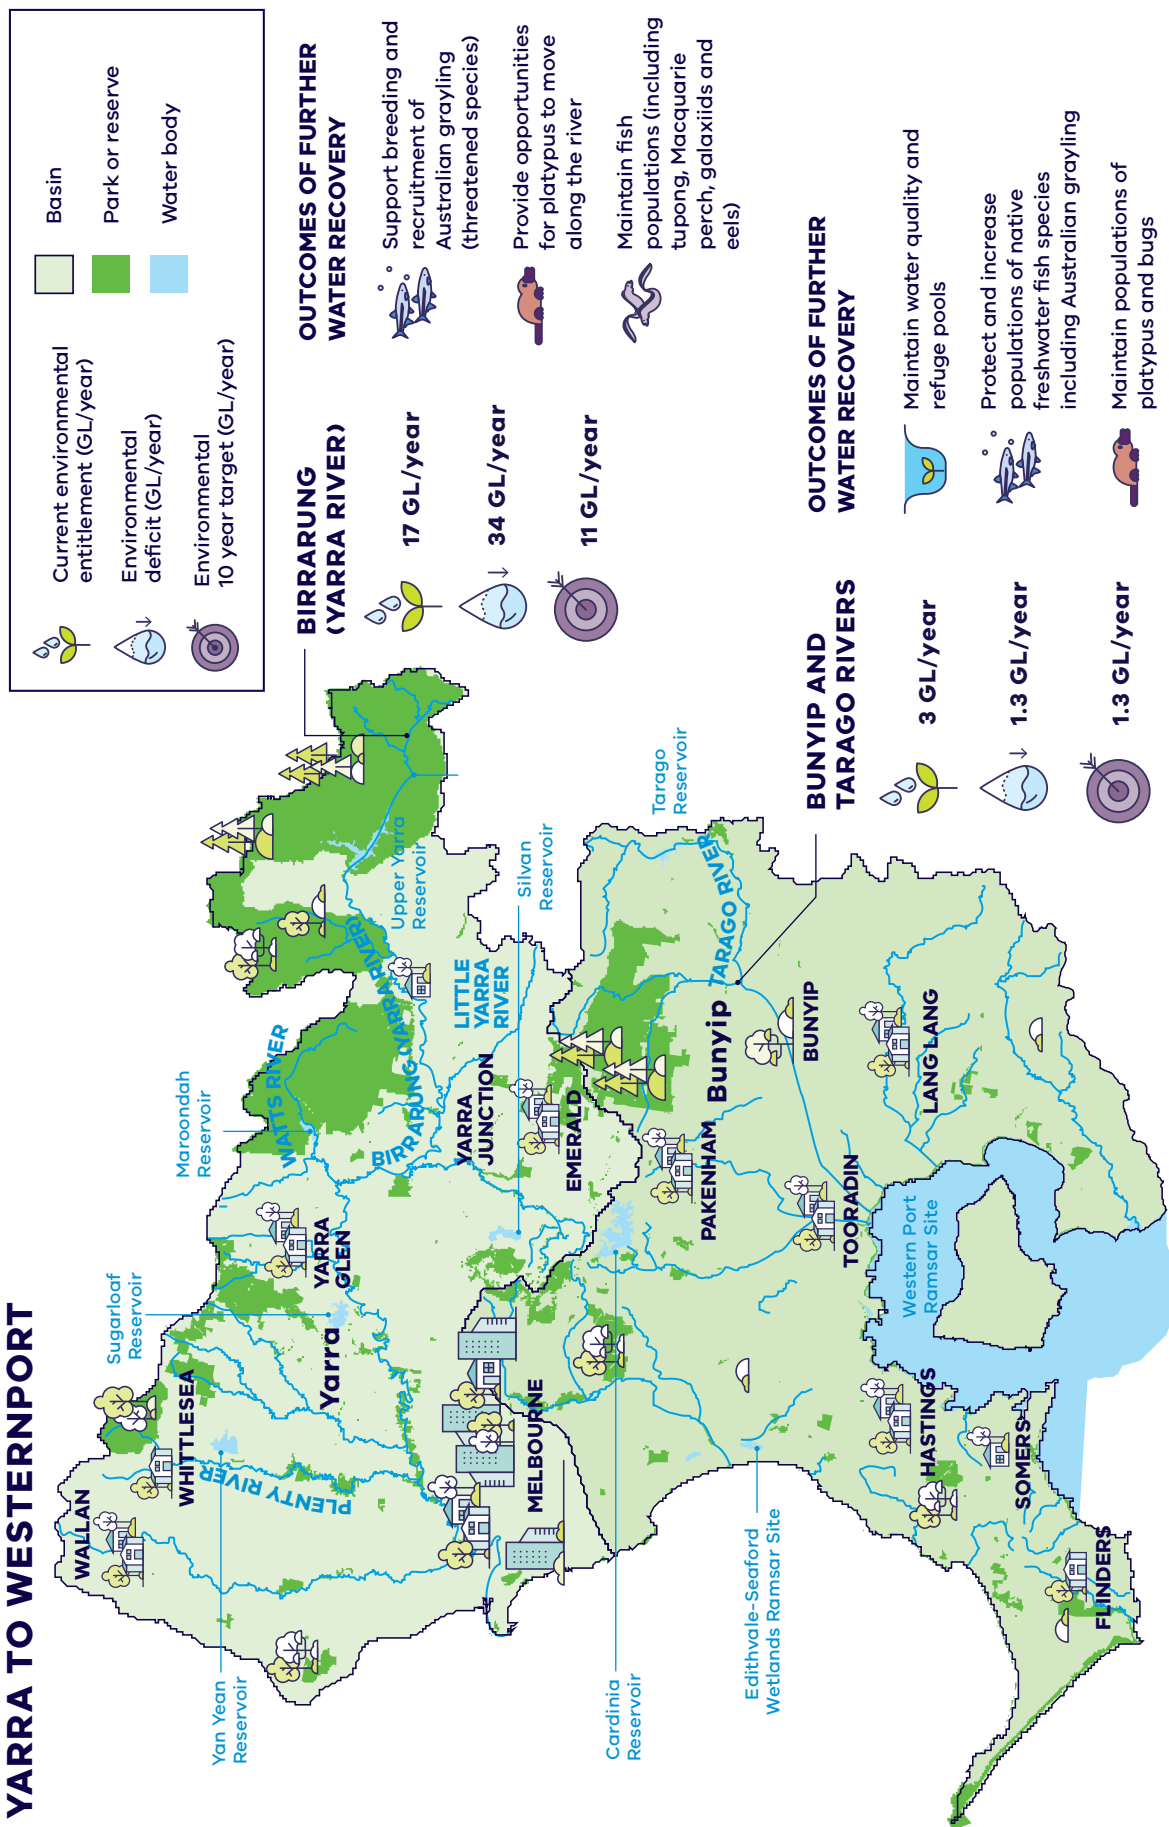 YARRA TO WESTERNPORT
Current environmental
entitlement (GL/year)
Environmental
deficit (GL/year)
Environmental
10 year target (GL/year)
Basin
Park or reserve
Water body
BIRRARUNG
(YARRA RIVER)
17 GL/year
34 GL/year
11 GL/year
OUTCOMES OF FURTHER
WATER RECOVERY
Support breeding and
recruitment of
Australian grayling
(threatened species)
Provide opportunities
for platypus to move
along the river
Maintain fish
populations (including
tupong, Macquarie
perch, galaxiids and
eels)
BUNYIP AND
TARAGO RIVERS
3 GL/year
1.3 GL/year
1.3 GL/year
OUTCOMES OF FURTHER
WATER RECOVERY
Maintain water quality and
refuge pools
Protect and increase
populations of native
freshwater fish species
including Australian grayling
Maintain populations of
platypus and bugs
WALLAN
WHITTLESEA
Sugarloaf
Reservoir
Maroondah
Reservoir
WATTS RIVER
Yan Yean
Reservoir
PLENTY RIVER
Yarra
YARRA
GLEN
BIRRARUNG (YARRA RIVER)
Upper Yarra
Reservoir
YARRA
JUNCTION
LITTLE
YARRA
RIVER
Silvan
Reservoir
MELBOURNE
EMERALD
Cardinia
Reservoir
Tarago
Reservoir
PAKENHAM
Bunyip
TARAGO RIVER
Edithvale-Seaford
Wetlands Ramsar Site
TOORADIN
BUNYIP
Western Port
Ramsar Site
LANG LANG
HASTINGS
SOMERS
FLINDERS